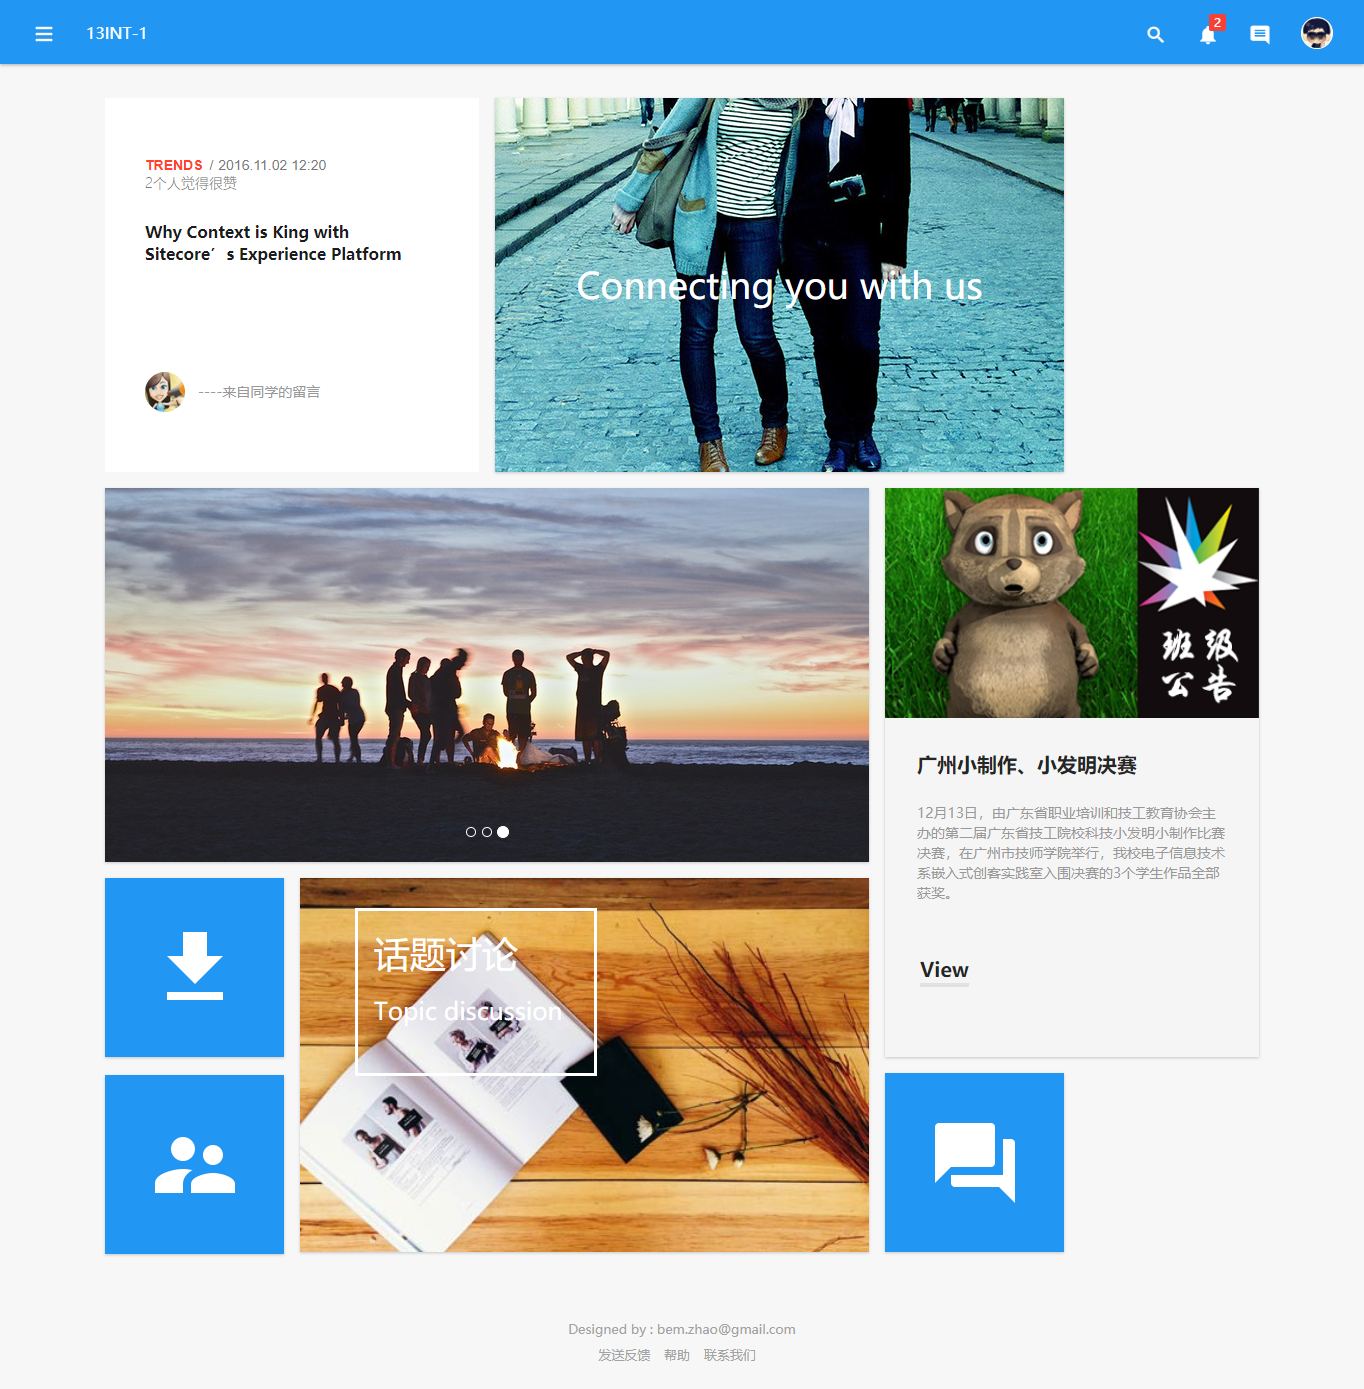 13INT-1
2
TRENDS / 2016.11.02 12:20
2个人觉得很赞
Why Context is King with
Sitecore’s Experience Platform
----来自同学的留言
Connecting you with us
班级
公告
广州小制作、小发明决赛
12月13日，由广东省职业培训和技工教育协会主
办的第二届广东省技工院校科技小发明小制作比赛
决赛，在广州市技师学院举行，我校电子信息技术
系嵌入式创客实践室入围决赛的3个学生作品全部
获奖。
View
话题讨论
Topic discussion
Designed by : bem.zhao@gmail.com
发送反馈 帮助 联系我们